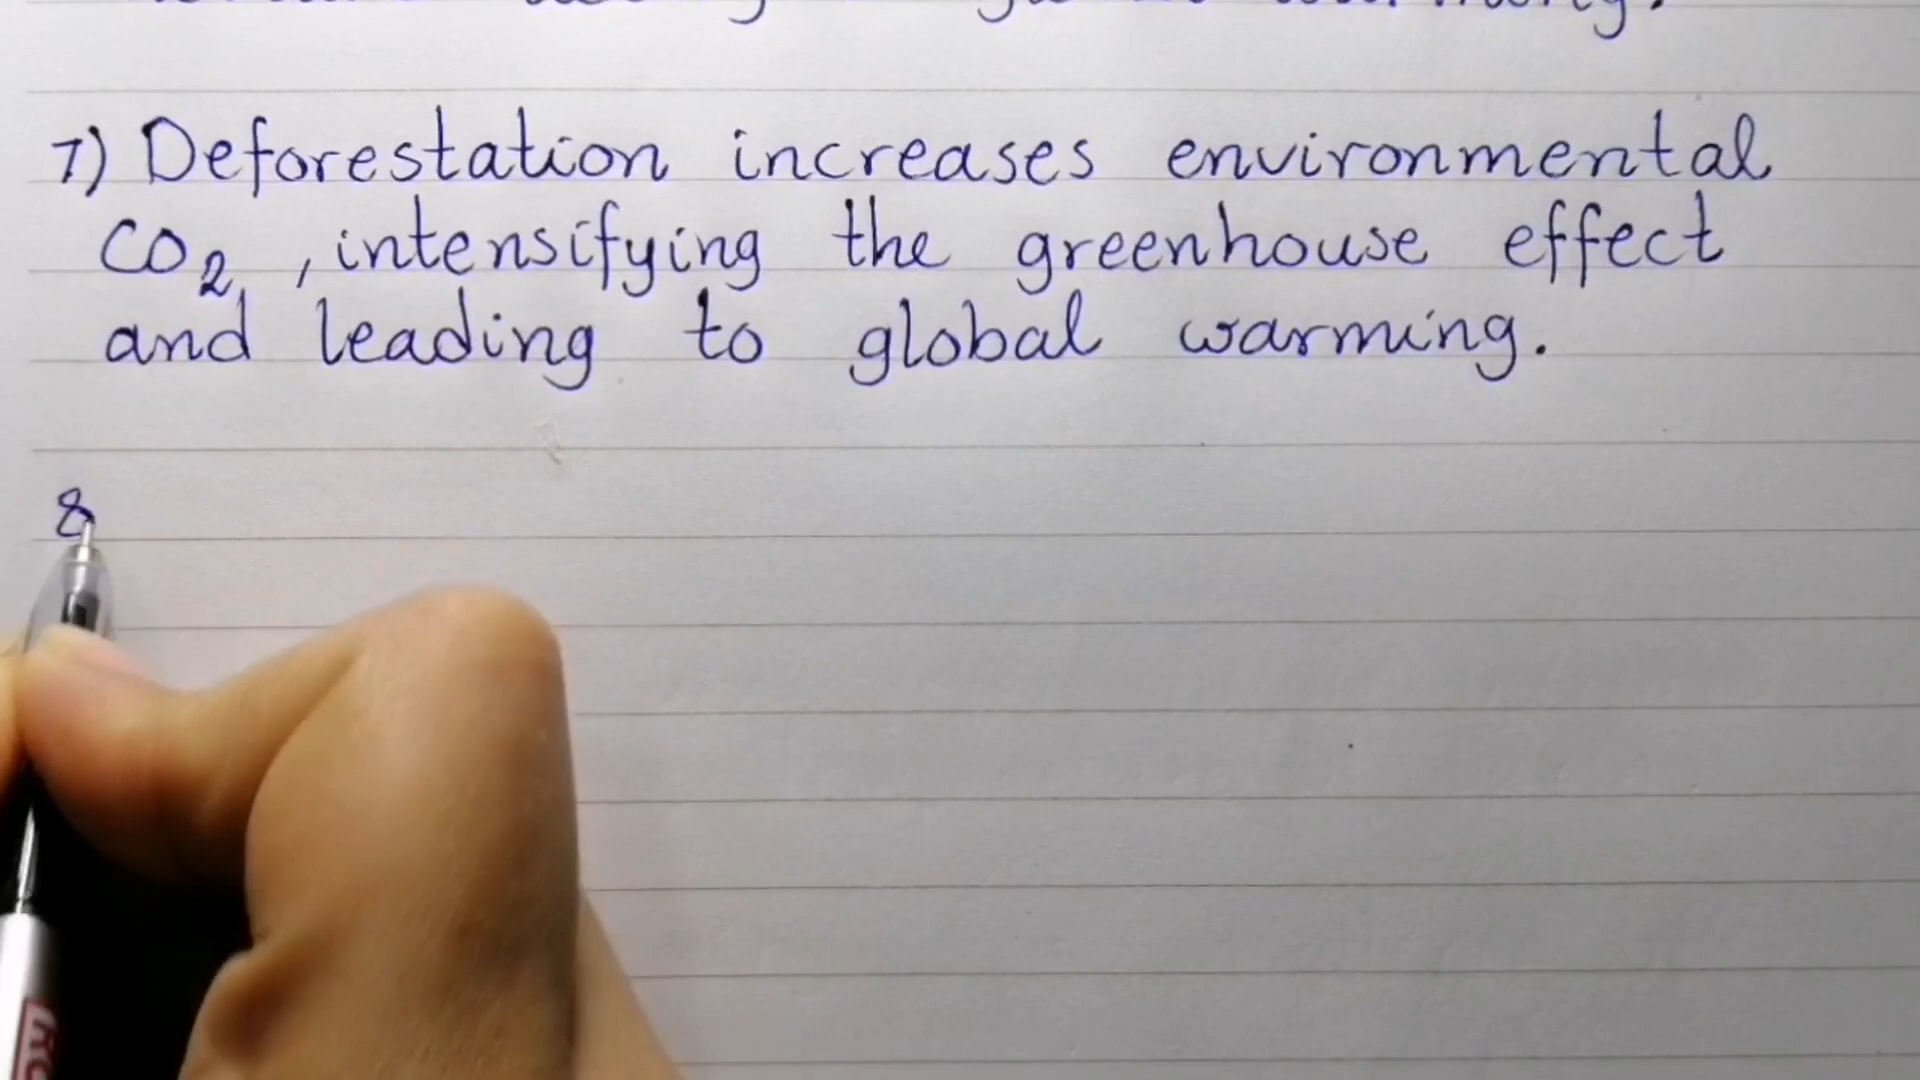 7) Deforestation increases environmental
CO2, intensifying the greenhouse effect
and leading to global warming.
8